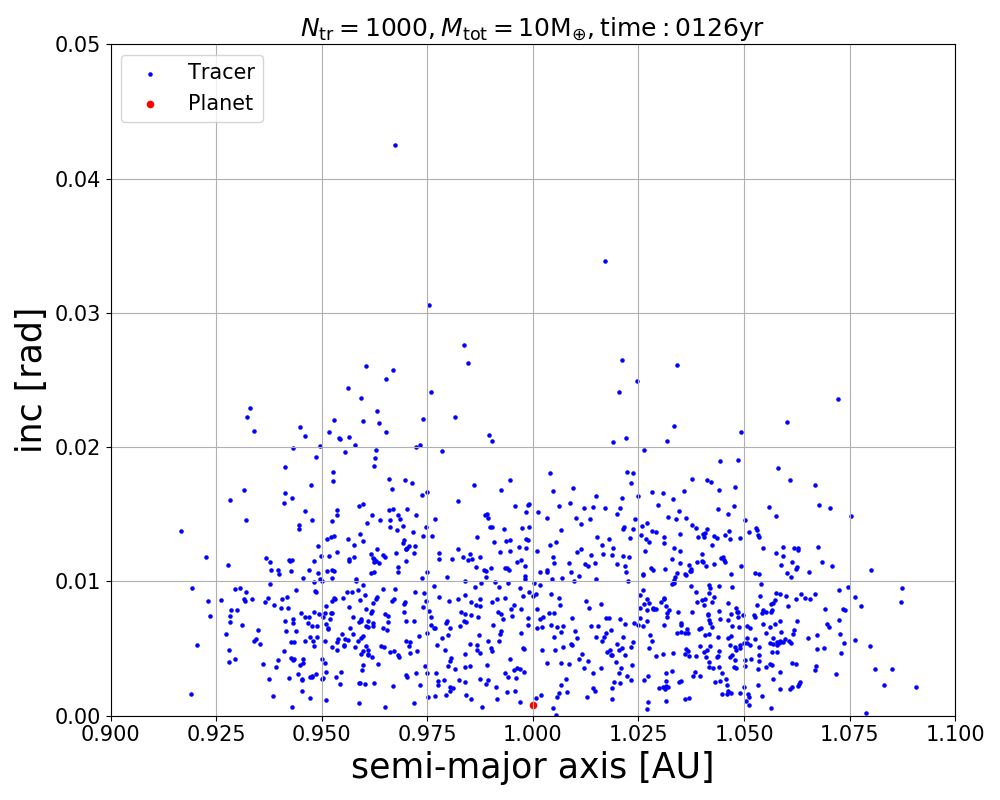 N_tr = 1000, M_tot = 10M_⊕, time : 0126yr
Tracer
Planet
inc [rad]
0.05
0.04
0.03
0.02
0.01
0.00
0.900 0.925 0.950 0.975 1.000 1.025 1.050 1.075 1.100
semi-major axis [AU]